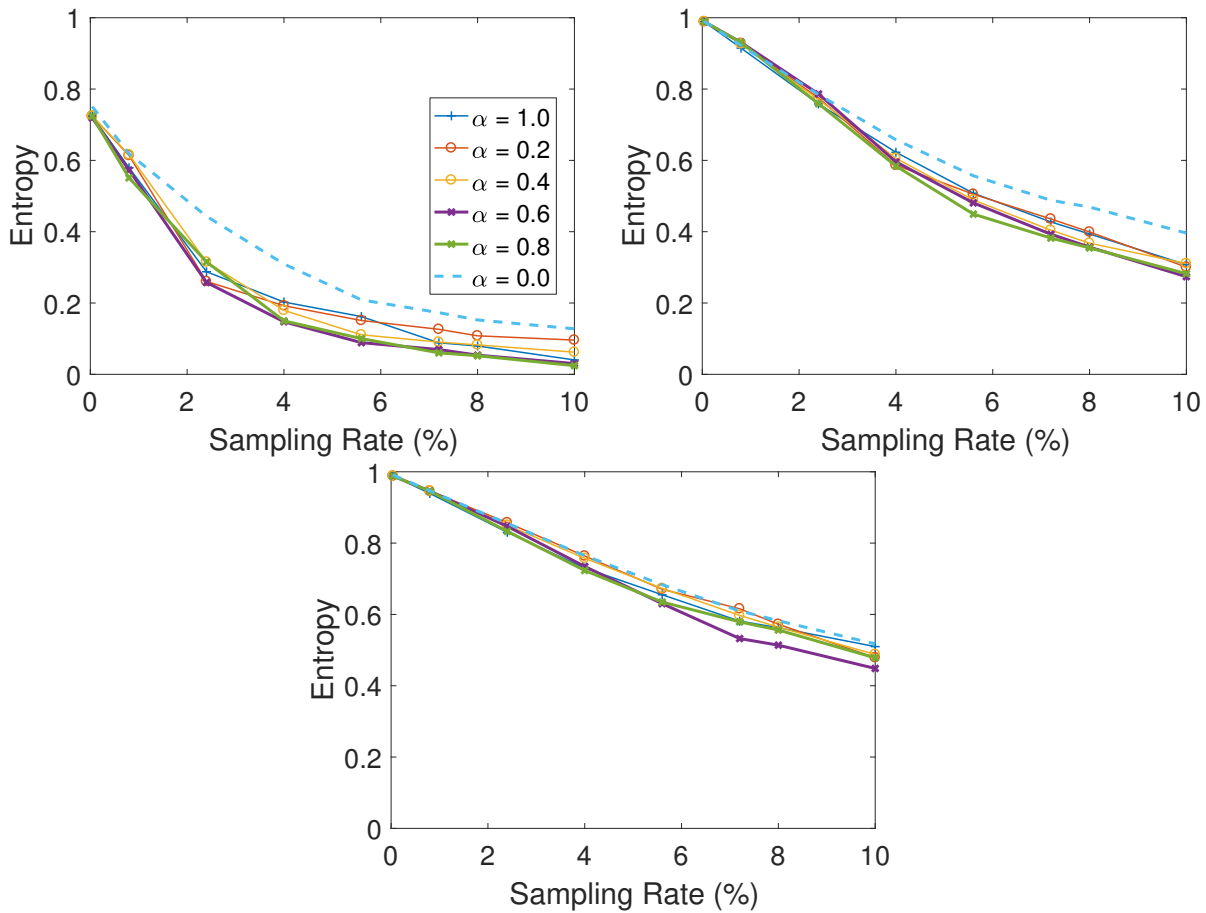 1
0.8
0.6
0.4
0.2
0
Entropy
0 2 4 6 8 10
Sampling Rate (%)
α = 1.0
α = 0.2
α = 0.4
α = 0.6
α = 0.8
α = 0.0
1
0.8
0.6
0.4
0.2
0
Entropy
0 2 4 6 8 10
Sampling Rate (%)
1
0.8
0.6
0.4
0.2
0
Entropy
0 2 4 6 8 10
Sampling Rate (%)